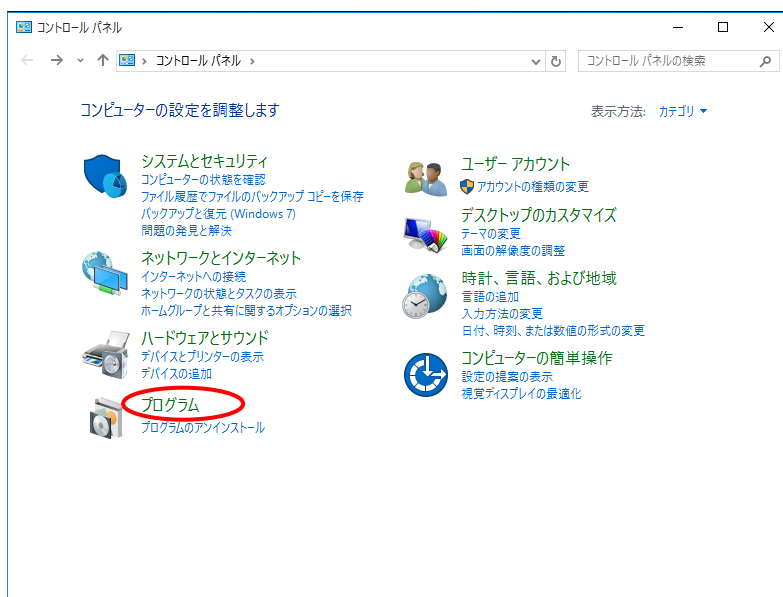 コントロール パネル
コントロール パネル
コントロール パネルの検索
コンピューターの設定を調整します
表示方法: カテゴリ
システムとセキュリティ
コンピューターの状態を確認
ファイル履歴でファイルのバックアップ コピーを保存
バックアップと復元 (Windows 7)
問題の発見と解決
ネットワークとインターネット
インターネットへの接続
ネットワークの状態とタスクの表示
ホームグループと共有に関するオプションの選択
ハードウェアとサウンド
デバイスとプリンターの表示
デバイスの追加
プログラム
プログラムのアンインストール
ユーザー アカウント
アカウントの種類の変更
デスクトップのカスタマイズ
テーマの変更
画面の解像度の調整
時計、言語、および地域
言語の追加
入力方法の変更
日付、時刻、または数値の形式の変更
コンピューターの簡単操作
設定の提案の表示
視覚ディスプレイの最適化